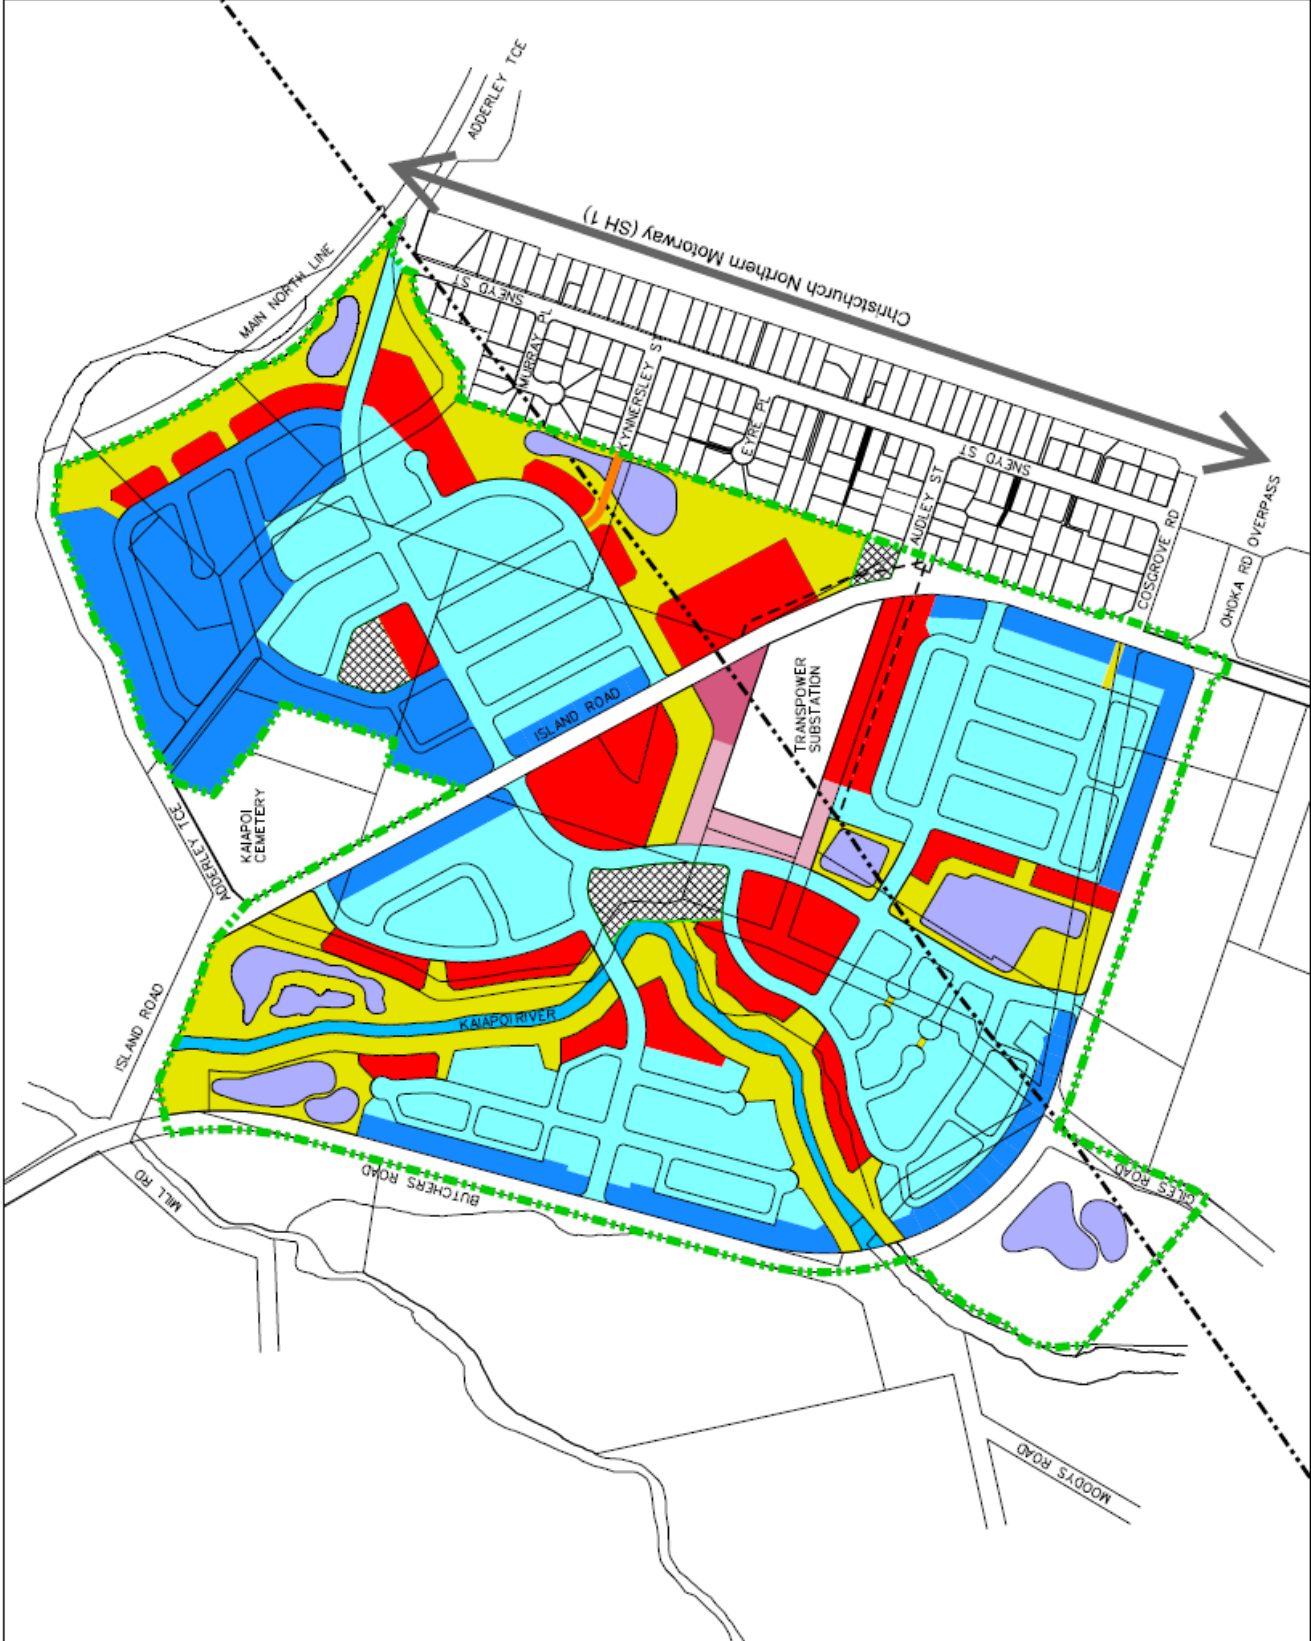 ADDERLEY TCE
MAIN NORTH LINE
Christchurch Northern Motorway (SH 1)
SNEYD ST
MURRAY PL
KYNNERSLEY S
EYRE PL
SNEYD ST
AUDLEY ST
COSGROVE RD
OHOKA RD OVERPASS
TRANSPOWER
SUBSTATION
ISLAND ROAD
KAIAPOI
CEMETERY
ADDERLEY TCE
ISLAND ROAD
KAIAPOI RIVER
MILL RD
BUTCHERS ROAD
GILES ROAD
MOODYS ROAD